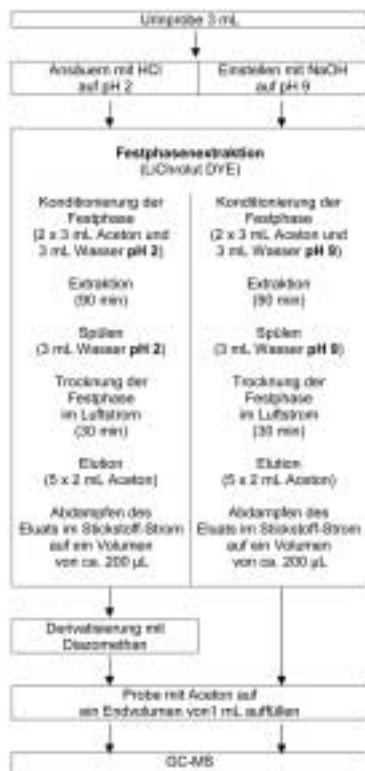 Urinprobe 3 mL
Ansäuern mit HCl
auf pH 2
Einstellen mit NaOH
auf pH 9
Festphasenextraktion
(LiChrolut DYE)
Konditionierung der
Festphase
(2 x 3 mL Aceton und
3 mL Wasser pH 2)
Extraktion
(90 min)
Spülen
(3 mL Wasser pH 2)
Trocknung der
Festphase
im Luftstrom
(30 min)
Elution
(5 x 2 mL Aceton)
Abdampfen des
Eluats im Stickstoff-Strom
auf ein Volumen
von ca. 200 µL
Konditionierung der
Festphase
(2 x 3 mL Aceton und
3 mL Wasser pH 9)
Extraktion
(90 min)
Spülen
(3 mL Wasser pH 9)
Trocknung der
Festphase
im Luftstrom
(30 min)
Elution
(5 x 2 mL Aceton)
Abdampfen des
Eluats im Stickstoff-Strom
auf ein Volumen
von ca. 200 µL
Derivatisierung mit
Diazomethan
Probe mit Aceton auf
ein Endvolumen von1 mL auffüllen
GC-MS